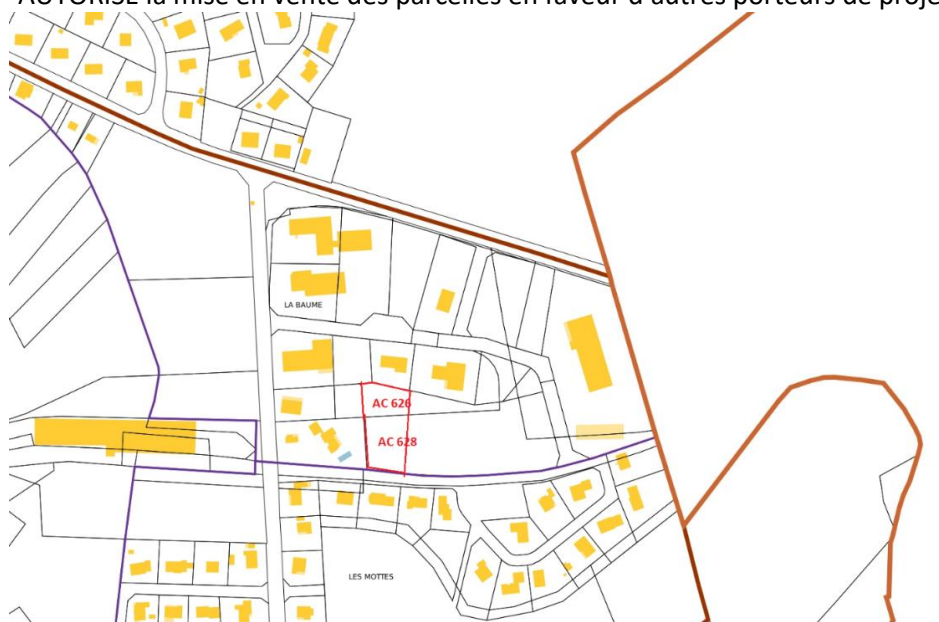 AUTORISE la mise en vente des parcelles en faveur d'autres porteurs de proje
LA BAUME
AC 626
AC 628
LES MOTTES